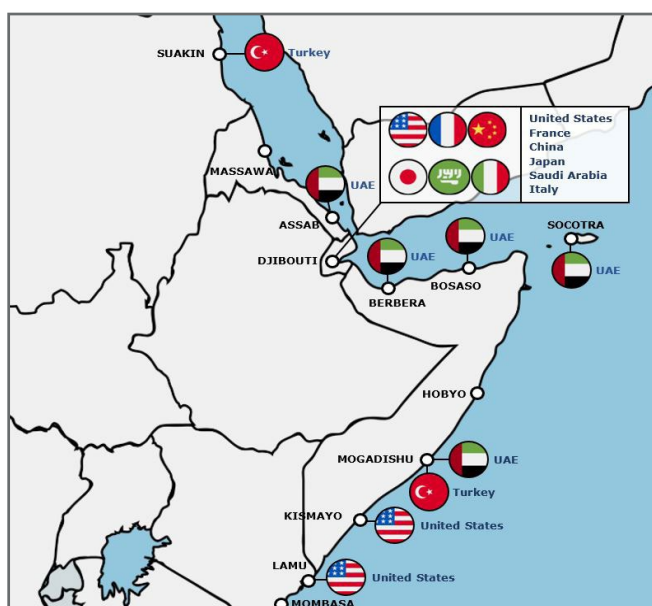 SUAKIN
Turkey
United States
France
China
Japan
Saudi Arabia
Italy
MASSAWA
UAE
ASSAB
SOCOTRA
UAE
DJIBOUTI
UAE
UAE
BOSASO
BERBERA
HOBYO
MOGADISHU
UAE
Turkey
KISMAYO
United States
LAMU
United States
MOMBASA